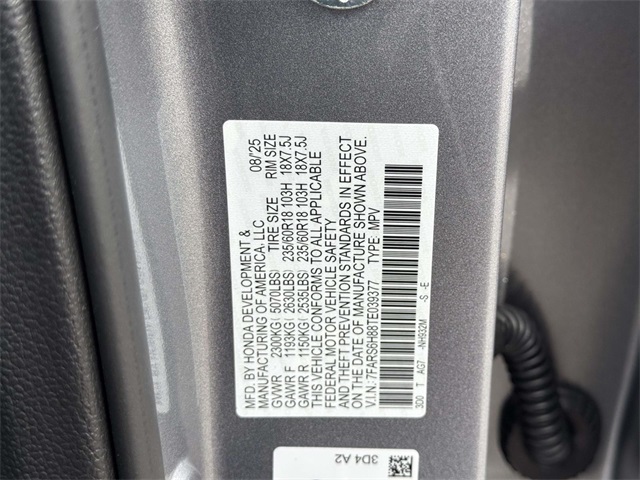 MFD. BY HONDA DEVELOPMENT & 08/25
MANUFACTURING OF AMERICA, LLC
GVWR 2300KG( 5070LBS) TIRE SIZE RIM SIZE
GAWR F 1193KG( 2630LBS) 235/60R18 103H 18X7.5J
GAWR R 1150KG( 2535LBS) 235/60R18 103H 18X7.5J
THIS VEHICLE CONFORMS TO ALL APPLICABLE
FEDERAL MOTOR VEHICLE SAFETY
AND THEFT PREVENTION STANDARDS IN EFFECT
ON THE DATE OF MANUFACTURE SHOWN ABOVE.
V.I.N.: 7FARS6H88TE039377 TYPE: MPV
3D0 T AG7 -NH932M -S -E
3D4 A2